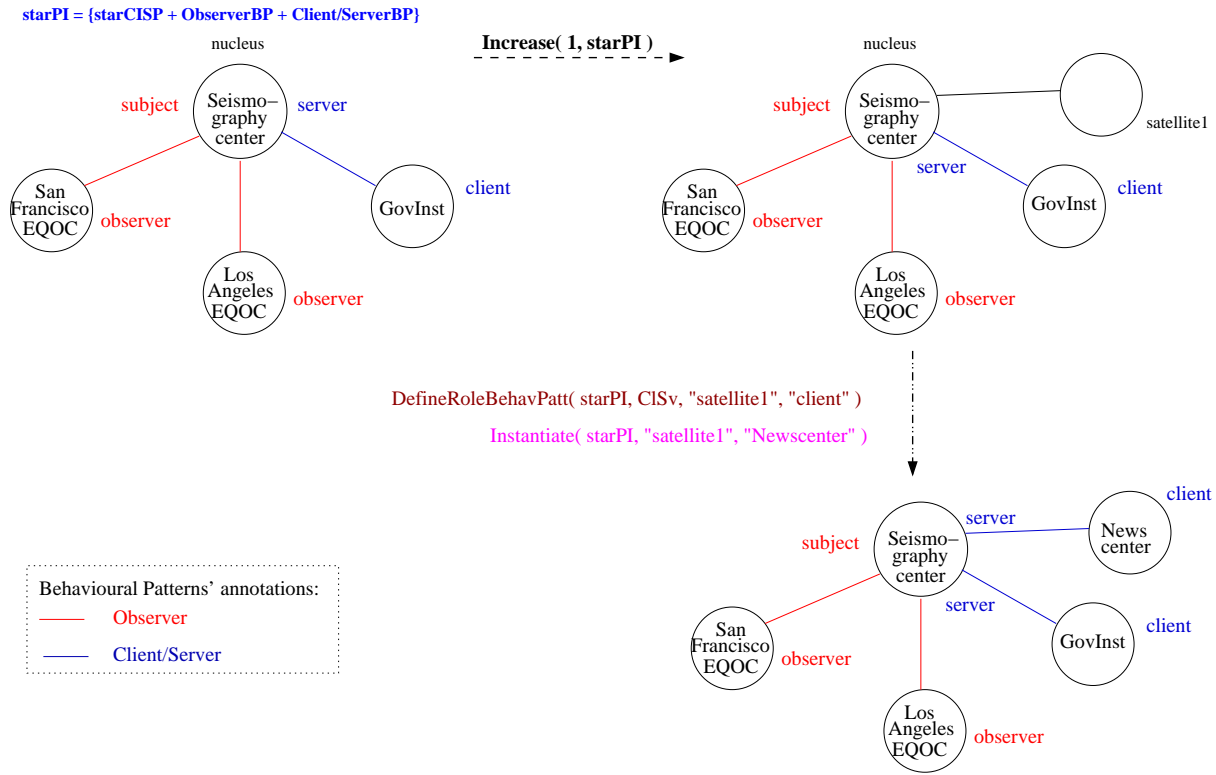 starPI = {starCISP + ObserverBP + Client/ServerBP}
nucleus
subject
Seismo–
graphy
center
server
San
Francisco
EQOC
observer
GovInst
client
Los
Angeles
EQOC
observer
Increase( 1, starPI )
nucleus
subject
Seismo–
graphy
center
satellite1
server
San
Francisco
EQOC
observer
GovInst
client
Los
Angeles
EQOC
observer
DefineRoleBehavPatt( starPI, ClSv, "satellite1", "client" )
Instantiate( starPI, "satellite1", "Newscenter" )
client
server
News
center
subject
Seismo–
graphy
center
server
client
GovInst
San
Francisco
EQOC
observer
Los
Angeles
EQOC
observer
Behavioural Patterns’ annotations:
Observer
Client/Server